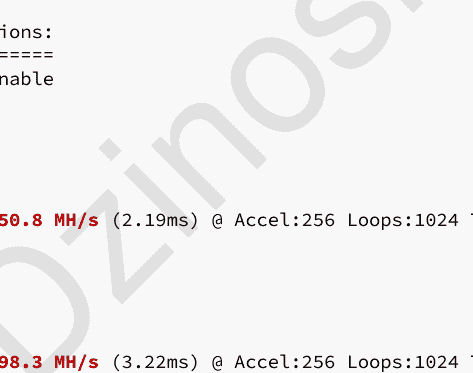 ions:
=====
nable
50.8 MH/s (2.19ms) @ Accel:256 Loops:1024
98.3 MH/s (3.22ms) @ Accel:256 Loops:1024
Dzinosi